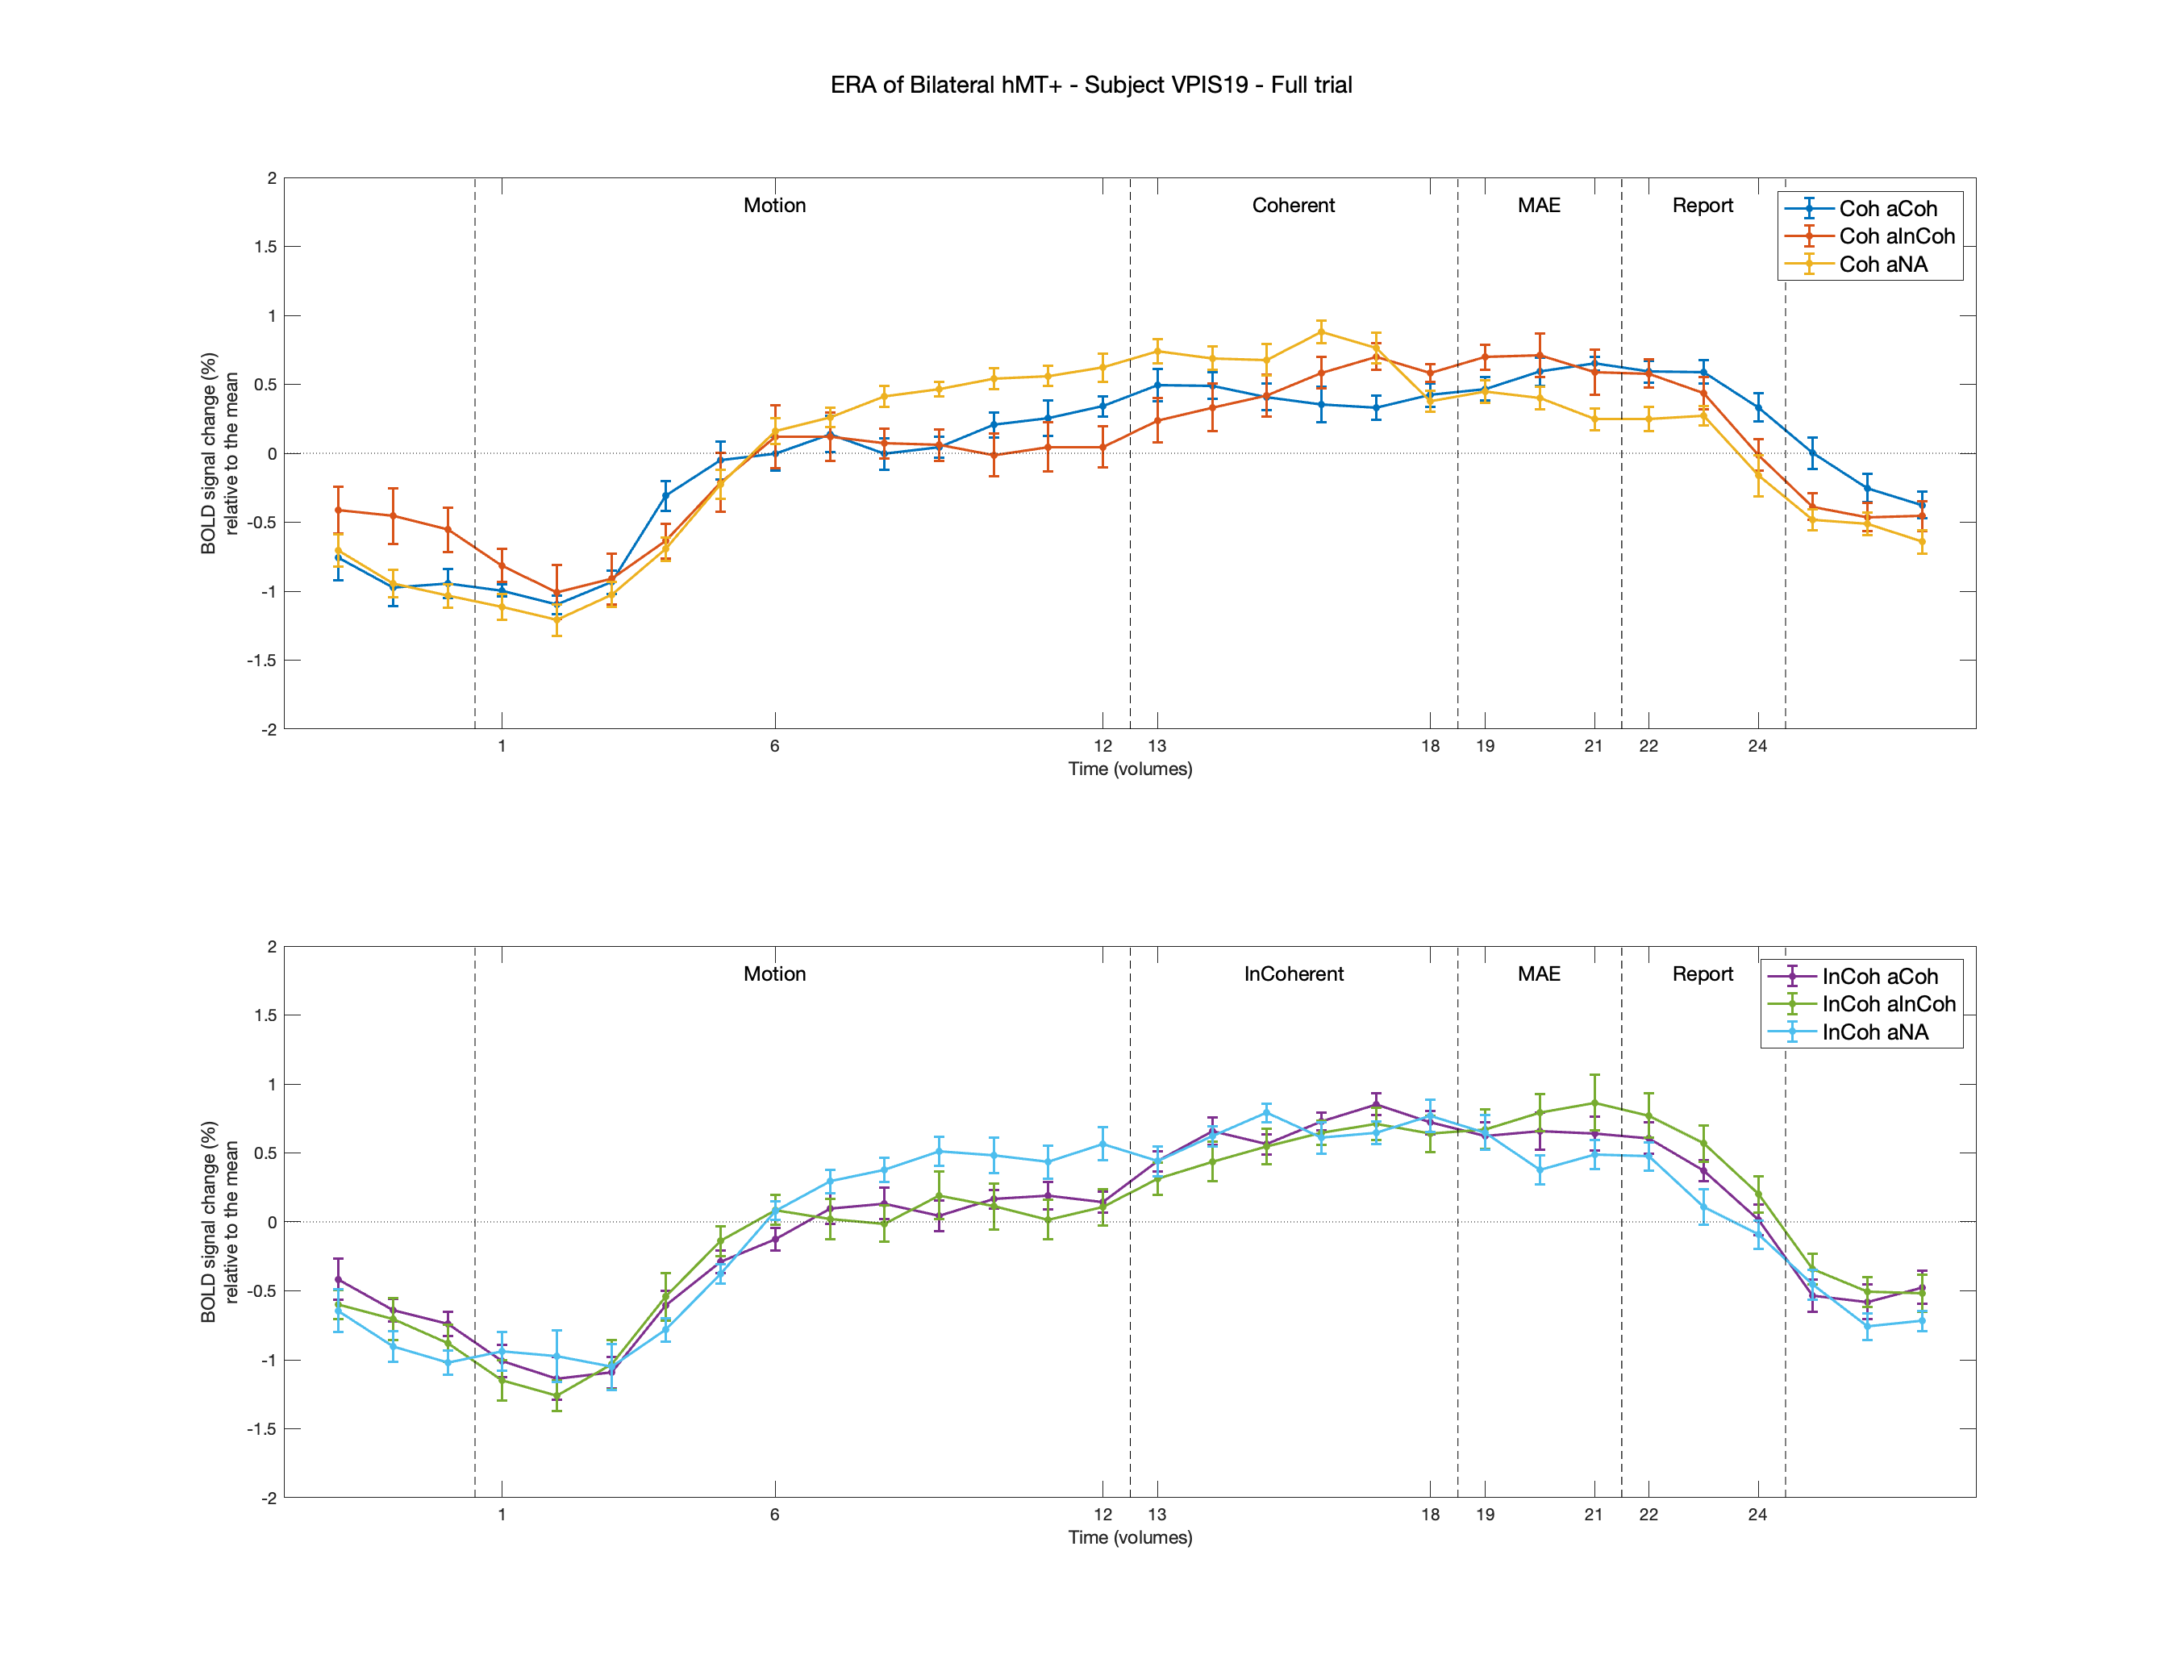 ERA of Bilateral hMT+ - Subject VPIS19 - Full trial
Motion
Coherent
MAE
Report
Coh aCoh
Coh aInCoh
Coh aNA
2
1.5
1
0.5
0
-0.5
-1
-1.5
-2
BOLD signal change (%)
relative to the mean
1
6
12
13
18
19
21
22
24
Time (volumes)
Motion
InCoherent
MAE
Report
InCoh aCoh
InCoh aInCoh
InCoh aNA
2
1.5
1
0.5
0
-0.5
-1
-1.5
-2
BOLD signal change (%)
relative to the mean
1
6
12
13
18
19
21
22
24
Time (volumes)